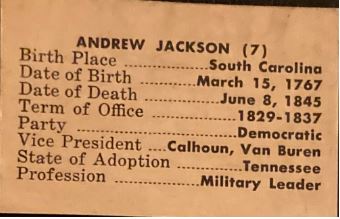 ANDREW JACKSON (7)
Birth Place ..............South Carolina
Date of Birth ............March 15, 1767
Date of Death .............June 8, 1845
Term of Office ...............1829-1837
Party ..........................Democratic
Vice President ....Calhoun, Van Buren
State of Adoption ...............Tennessee
Profession ..............Military Leader